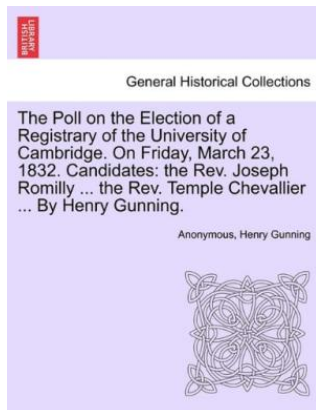 BRITISH
LIBRARY
General Historical Collections
The Poll on the Election of a
Registrary of the University of
Cambridge. On Friday, March 23,
1832. Candidates: the Rev. Joseph
Romilly ... the Rev. Temple Chevallier
... By Henry Gunning.
Anonymous, Henry Gunning